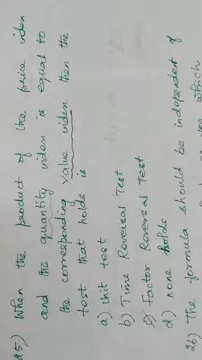 25) When the product of the price index
and the quantity index is equal to
the corresponding value index then the
test that holds is
a) Unit test
b) Time Reversal Test
c) Factor Reversal Test
d) none holds
26) The formula should be independent of
which